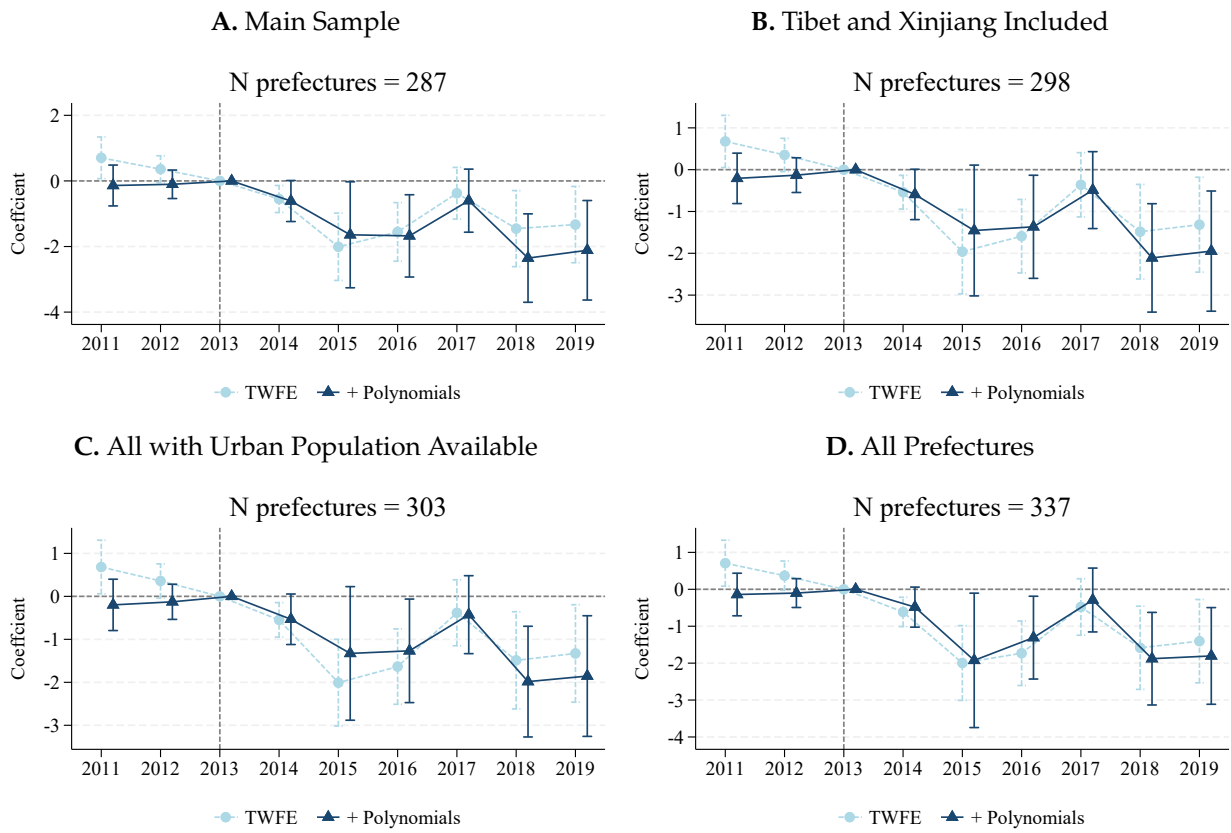 A. Main Sample
N prefectures = 287
Coeffcient
2
0
-2
-4
2011 2012 2013 2014 2015 2016 2017 2018 2019
TWFE + Polynomials
B. Tibet and Xinjiang Included
N prefectures = 298
Coeffcient
1
0
-1
-2
-3
2011 2012 2013 2014 2015 2016 2017 2018 2019
TWFE + Polynomials
C. All with Urban Population Available
N prefectures = 303
Coeffcient
1
0
-1
-2
-3
2011 2012 2013 2014 2015 2016 2017 2018 2019
TWFE + Polynomials
D. All Prefectures
N prefectures = 337
Coeffcient
1
0
-1
-2
-3
-4
2011 2012 2013 2014 2015 2016 2017 2018 2019
TWFE + Polynomials